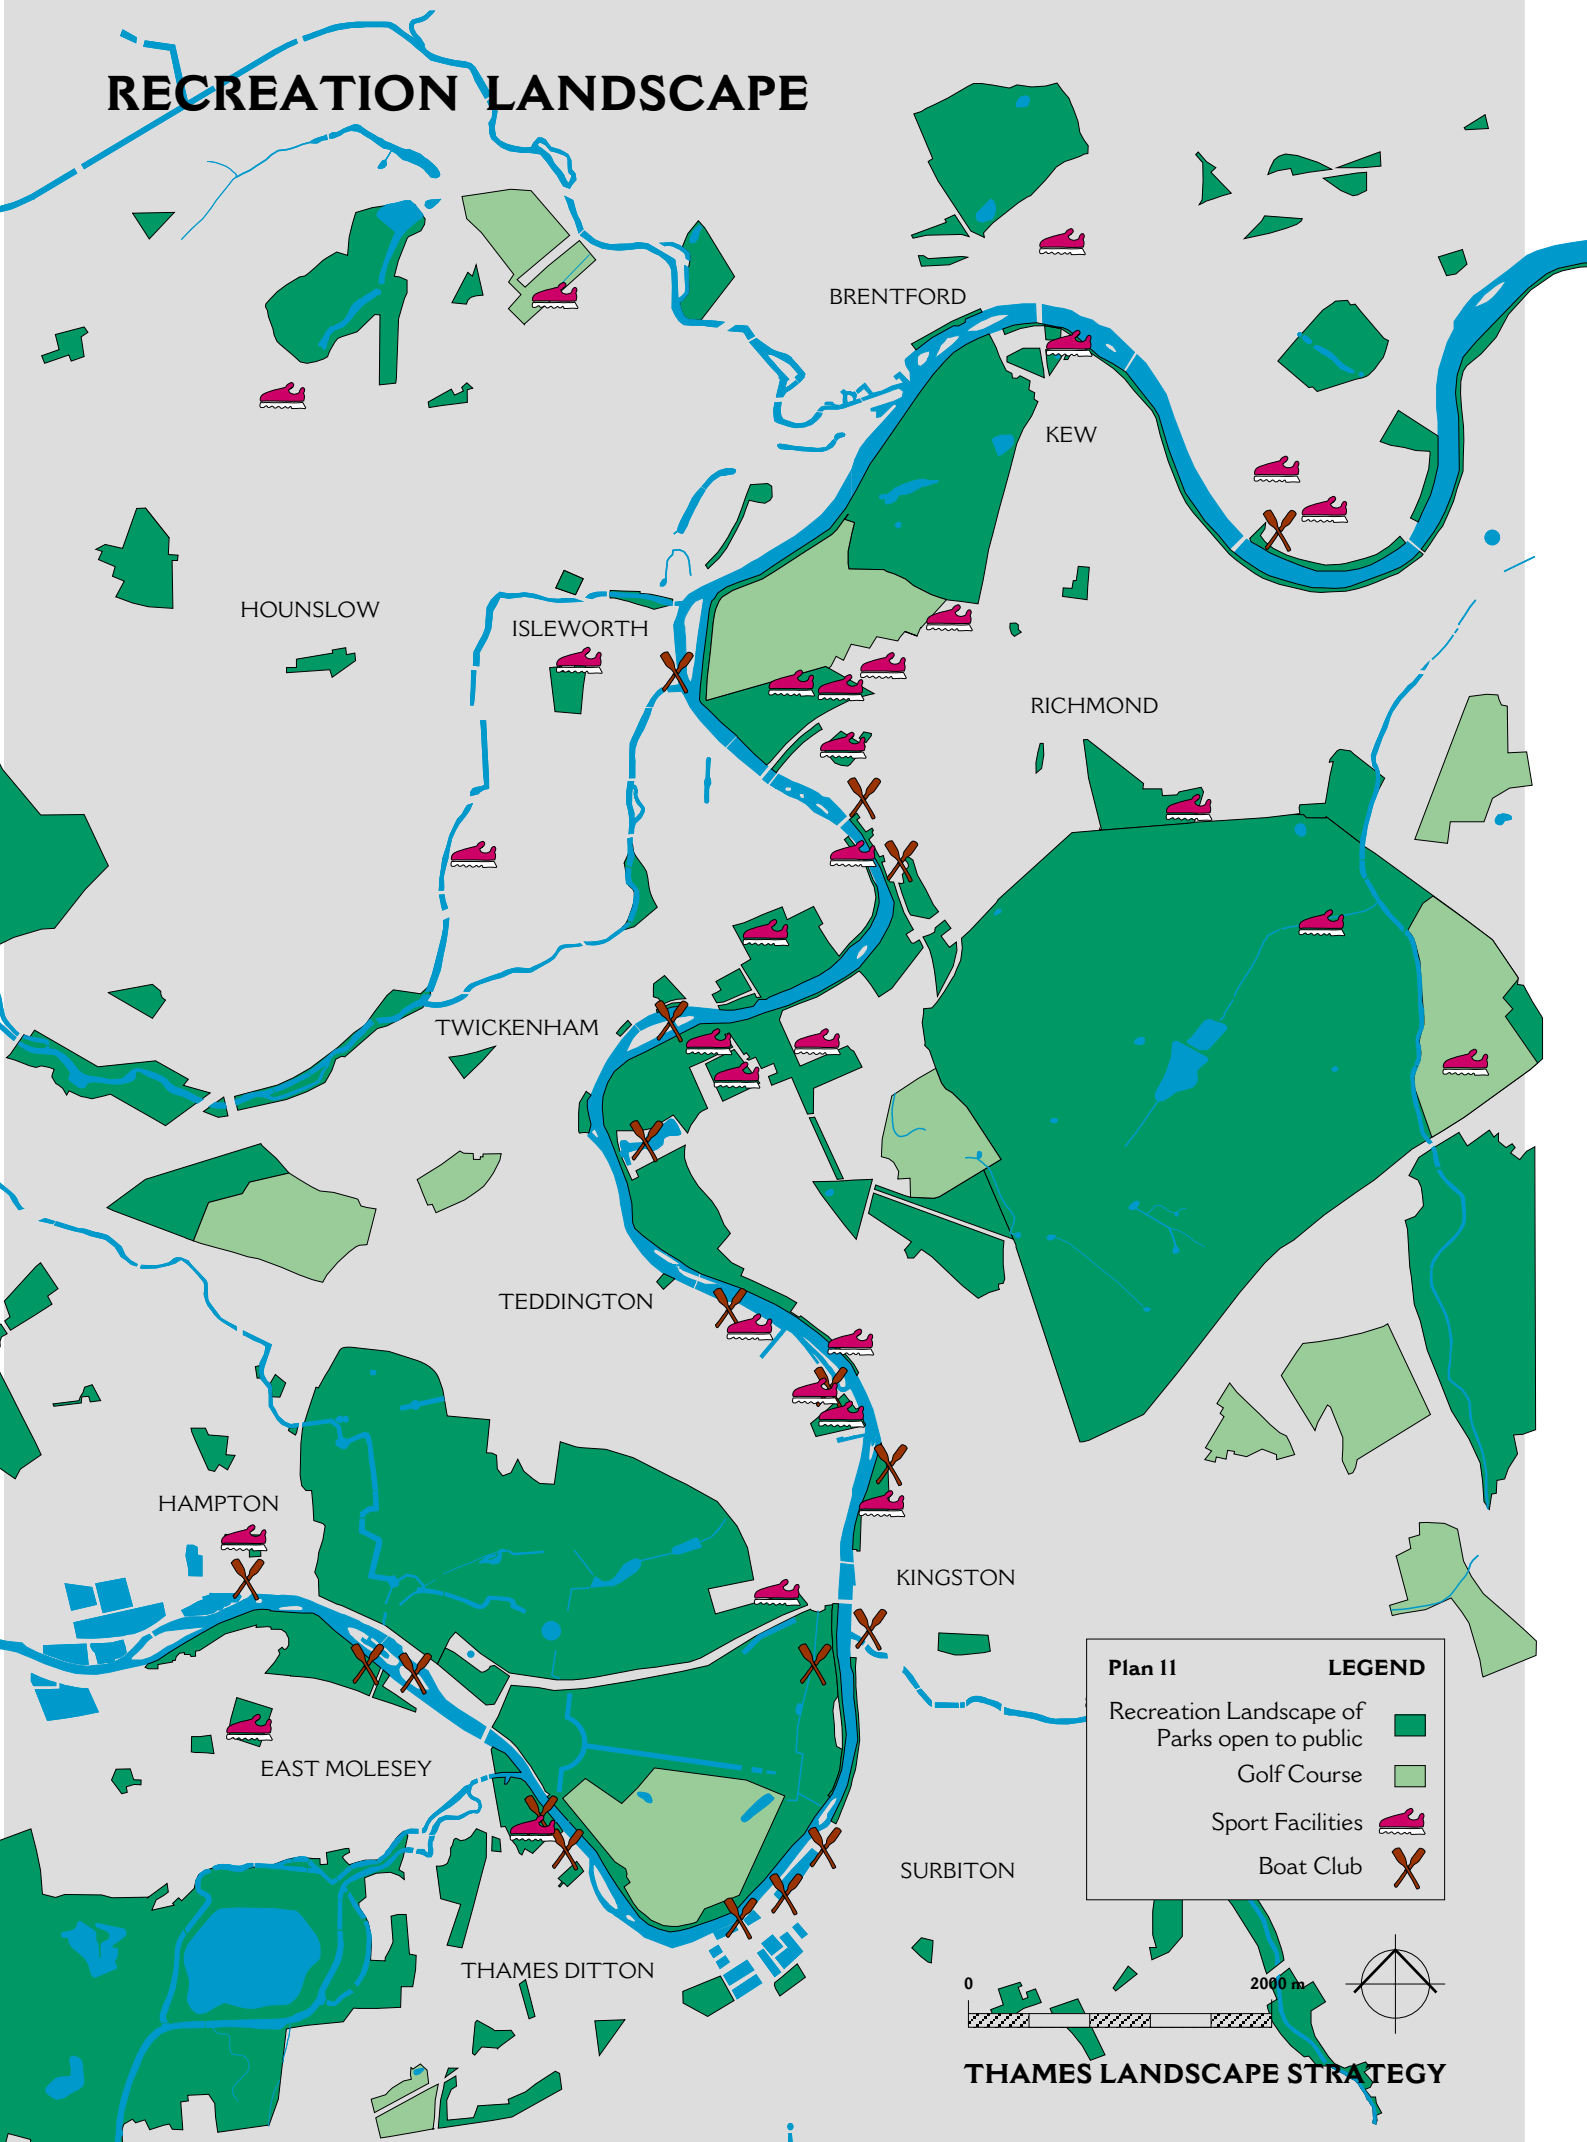 RECREATION LANDSCAPE
BRENTFORD
KEW
HOUNSLOW
ISLEWORTH
RICHMOND
TWICKENHAM
TEDDINGTON
HAMPTON
KINGSTON
EAST MOLESEY
SURBITON
THAMES DITTON
Plan 11 LEGEND
Recreation Landscape of
Parks open to public
Golf Course
Sport Facilities
Boat Club
0 2000 m
THAMES LANDSCAPE STRATEGY